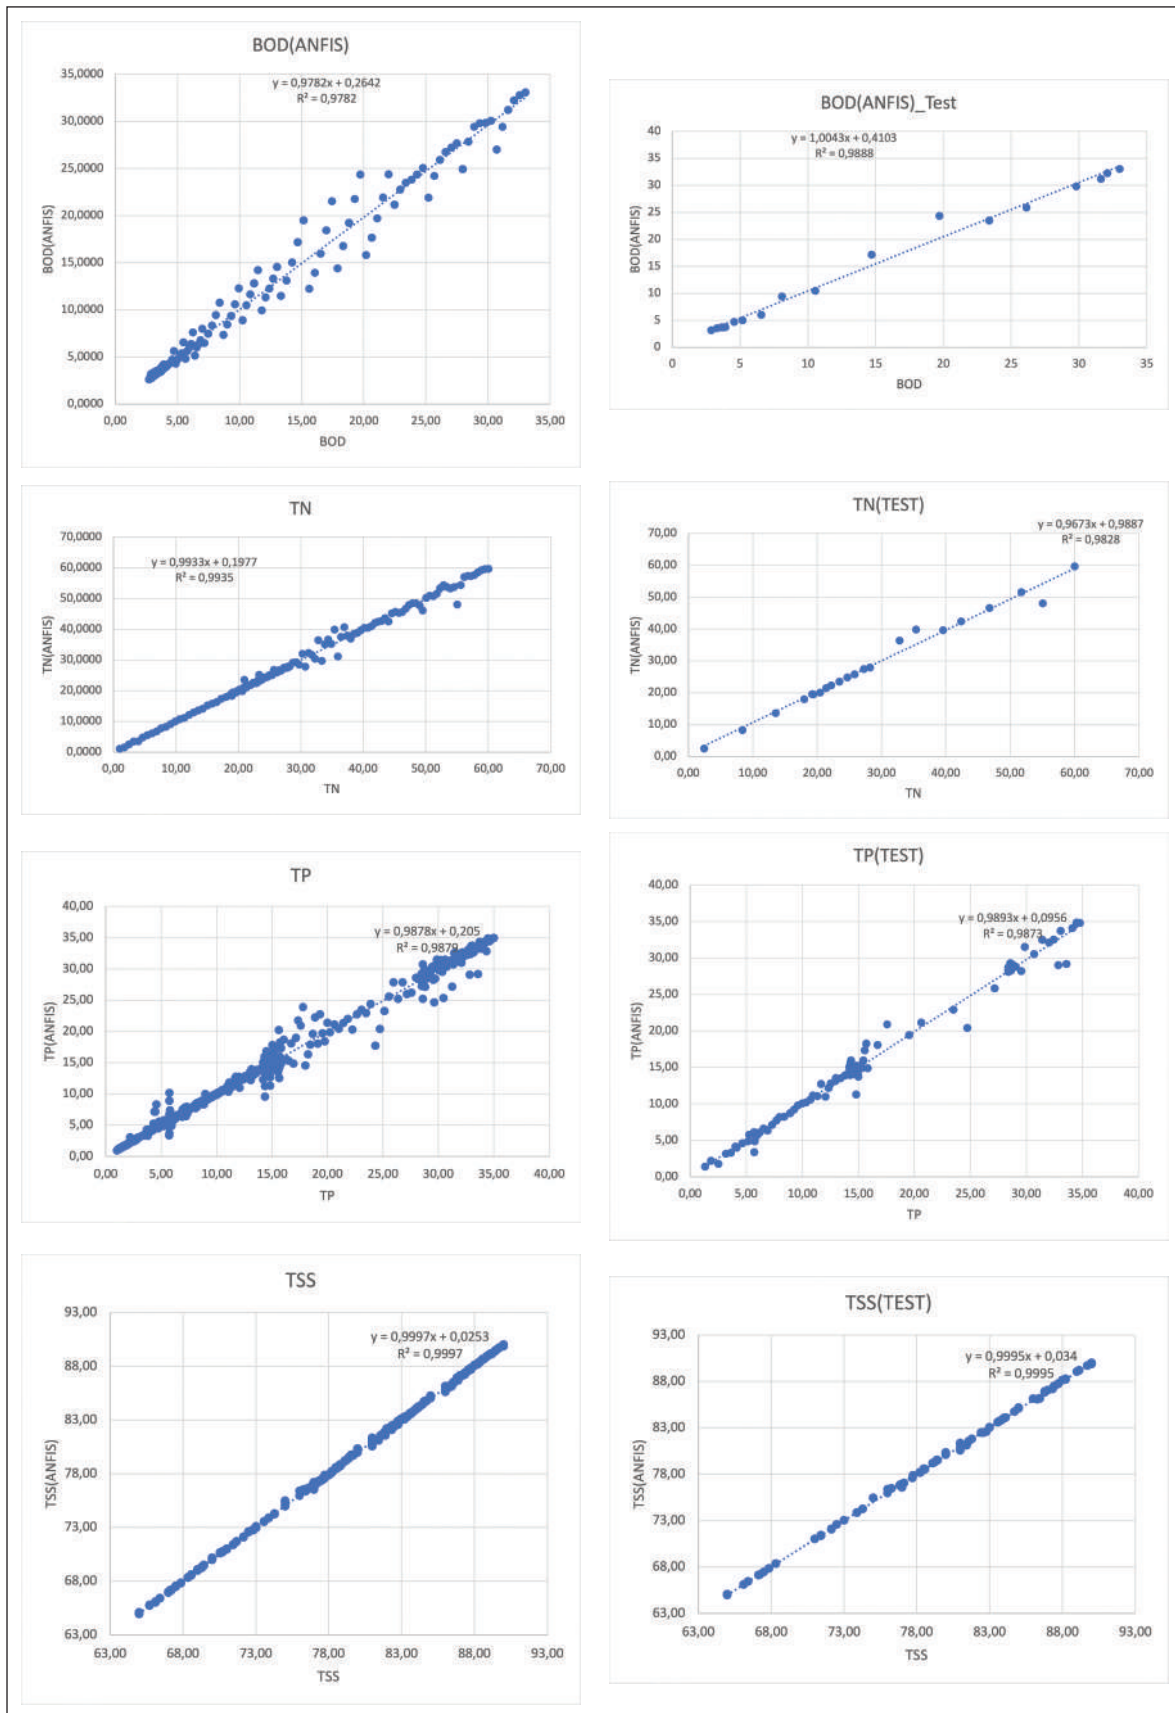 BOD(ANFIS)
y = 0,9782x + 0,2642
R² = 0,9782
35,0000
30,0000
25,0000
20,0000
15,0000
10,0000
5,0000
0,0000
BOD(ANFIS)
0,00 5,00 10,00 15,00 20,00 25,00 30,00 35,00
BOD
BOD(ANFIS)_Test
y = 1,0043x + 0,4103
R² = 0,9888
40
35
30
25
20
15
10
5
0
BOD(ANFIS)
0 5 10 15 20 25 30 35
BOD
TN
y = 0,9933x + 0,1977
R² = 0,9935
70,0000
60,0000
50,0000
40,0000
30,0000
20,0000
10,0000
0,0000
TN(ANFIS)
0,00 10,00 20,00 30,00 40,00 50,00 60,00 70,00
TN
TN(TEST)
y = 0,9673x + 0,9887
R² = 0,9828
70,00
60,00
50,00
40,00
30,00
20,00
10,00
0,00
TN(ANFIS)
0,00 10,00 20,00 30,00 40,00 50,00 60,00 70,00
TN
TP
y = 0,9878x + 0,205
R² = 0,9879
40,00
35,00
30,00
25,00
20,00
15,00
10,00
5,00
0,00
TP(ANFIS)
0,00 5,00 10,00 15,00 20,00 25,00 30,00 35,00 40,00
TP
TP(TEST)
y = 0,9893x + 0,0956
R² = 0,9873
40,00
35,00
30,00
25,00
20,00
15,00
10,00
5,00
0,00
TP(ANFIS)
0,00 5,00 10,00 15,00 20,00 25,00 30,00 35,00 40,00
TP
TSS
y = 0,9997x + 0,0253
R² = 0,9997
93,00
88,00
83,00
78,00
73,00
68,00
63,00
TSS(ANFIS)
63,00 68,00 73,00 78,00 83,00 88,00 93,00
TSS
TSS(TEST)
y = 0,9995x + 0,034
R² = 0,9995
93,00
88,00
83,00
78,00
73,00
68,00
63,00
TSS(ANFIS)
63,00 68,00 73,00 78,00 83,00 88,00 93,00
TSS